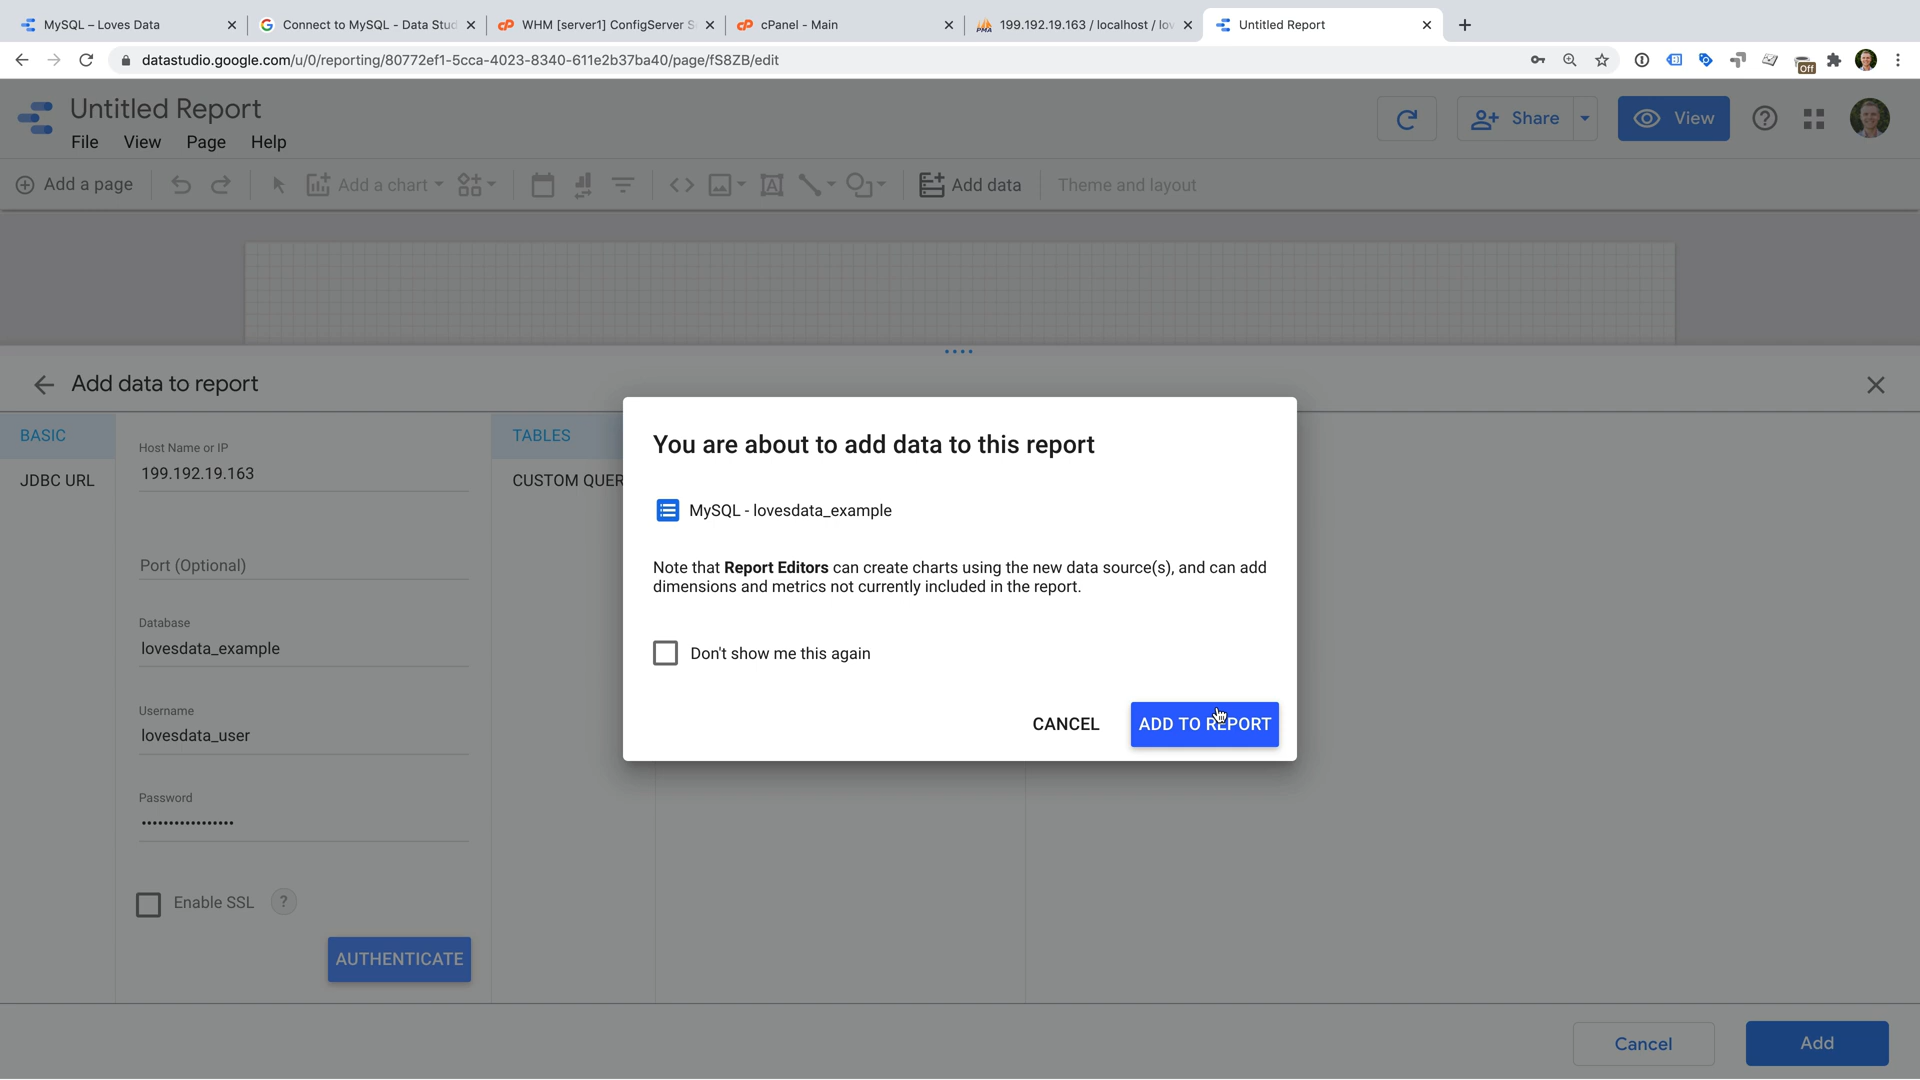 MySQL – Loves Data
Connect to MySQL - Data Stud
WHM [server1] ConfigServer S
cPanel - Main
199.192.19.163 / localhost / lov
Untitled Report
datastudio.google.com/u/0/reporting/80772ef1-5cca-4023-8340-611e2b37ba40/page/fS8ZB/edit
Off
Untitled Report
File View Page Help
Share
View
Add a page
Add a chart
Add data
Theme and layout
Add data to report
BASIC
JDBC URL
Host Name or IP
199.192.19.163
Port (Optional)
Database
lovesdata_example
Username
lovesdata_user
Password
•••••••••••••••••
Enable SSL
?
AUTHENTICATE
TABLES
CUSTOM QUER
You are about to add data to this report
MySQL - lovesdata_example
Note that Report Editors can create charts using the new data source(s), and can add
dimensions and metrics not currently included in the report.
Don't show me this again
CANCEL
ADD TO REPORT
Cancel
Add